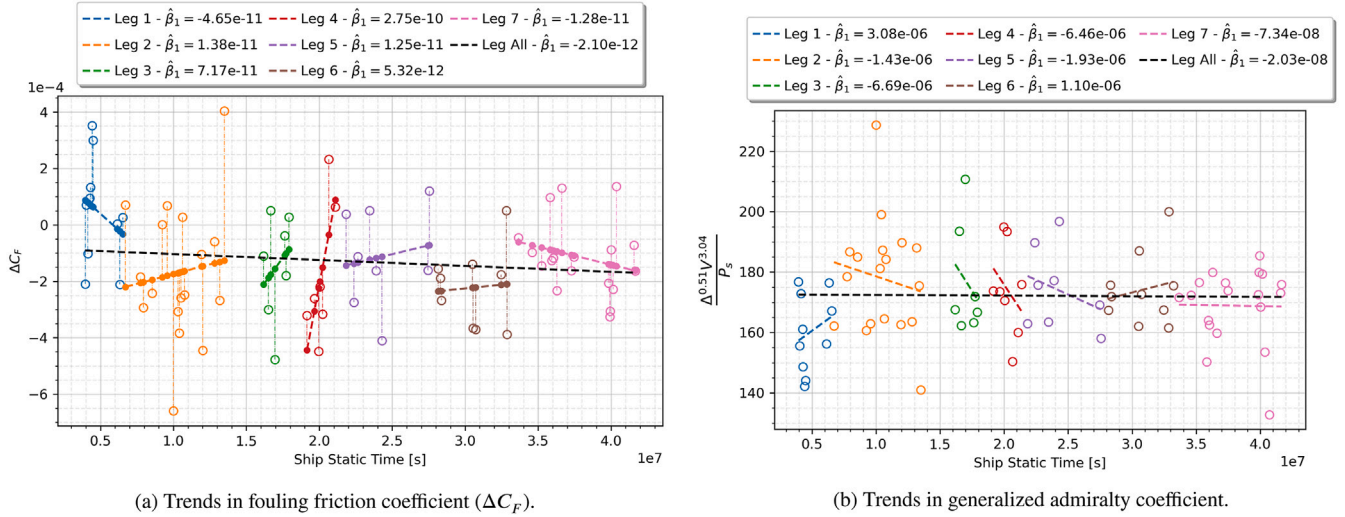 Leg 1 - β̂₁ = -4.65e-11
Leg 2 - β̂₁ = 1.38e-11
Leg 3 - β̂₁ = 7.17e-11
Leg 4 - β̂₁ = 2.75e-10
Leg 5 - β̂₁ = 1.25e-11
Leg 6 - β̂₁ = 5.32e-12
Leg 7 - β̂₁ = -1.28e-11
Leg All - β̂₁ = -2.10e-12
1e−4
4
2
0
−2
−4
−6
ΔC_F
0.5 1.0 1.5 2.0 2.5 3.0 3.5 4.0
1e7
Ship Static Time [s]
(a) Trends in fouling friction coefficient (ΔC_F).
Leg 1 - β̂₁ = 3.08e-06
Leg 2 - β̂₁ = -1.43e-06
Leg 3 - β̂₁ = -6.69e-06
Leg 4 - β̂₁ = -6.46e-06
Leg 5 - β̂₁ = -1.93e-06
Leg 6 - β̂₁ = 1.10e-06
Leg 7 - β̂₁ = -7.34e-08
Leg All - β̂₁ = -2.03e-08
220
200
180
160
140
Δ^0.51 V^3.04
P_s
0.5 1.0 1.5 2.0 2.5 3.0 3.5 4.0
1e7
Ship Static Time [s]
(b) Trends in generalized admiralty coefficient.